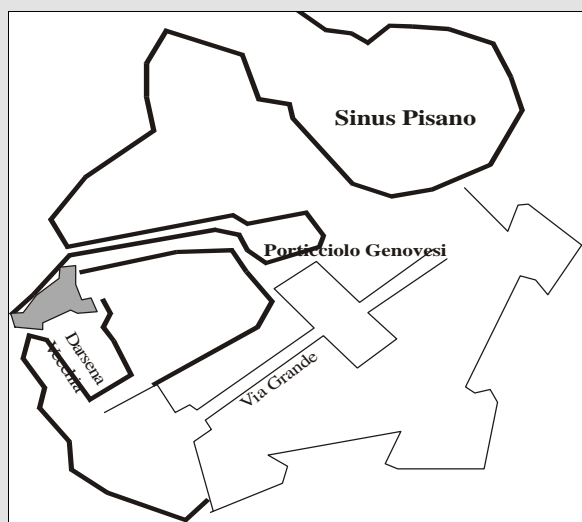 Sinus Pisano
Porticciolo Genovesi
Darsena
Vecchia
Via Grande